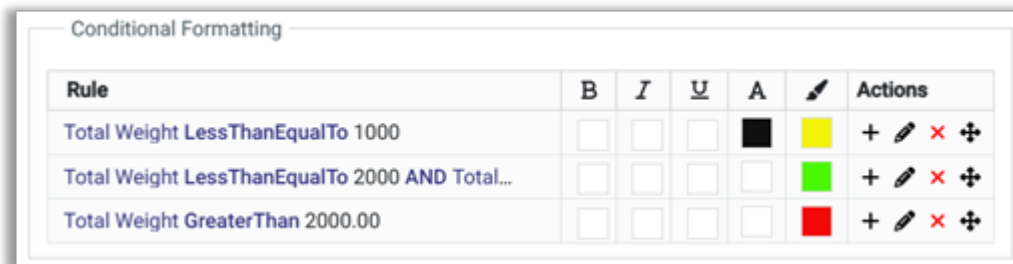 Conditional Formatting
Rule B I U A Actions
Total Weight LessThanEqualTo 1000
Total Weight LessThanEqualTo 2000 AND Total...
Total Weight GreaterThan 2000.00